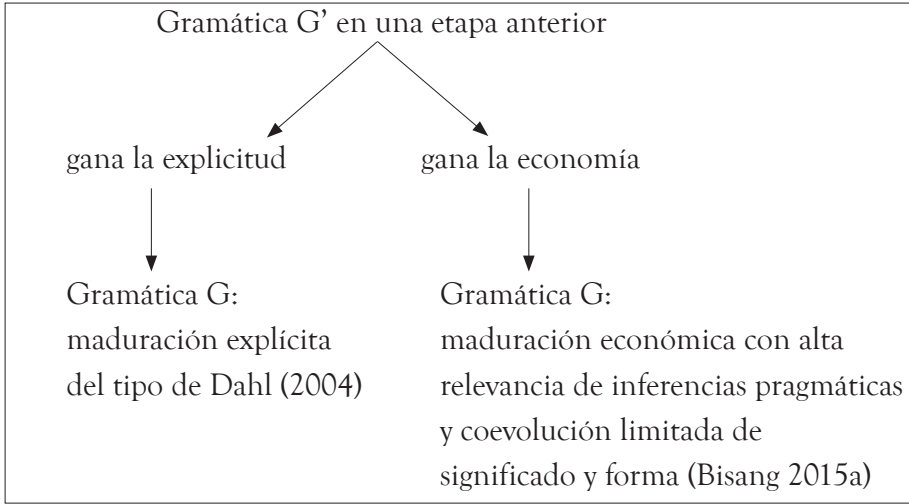 Gramática G’ en una etapa anterior
gana la explicitud
gana la economía
Gramática G:
maduración explícita
del tipo de Dahl (2004)
Gramática G:
maduración económica con alta
relevancia de inferencias pragmáticas
y coevolución limitada de
significado y forma (Bisang 2015a)